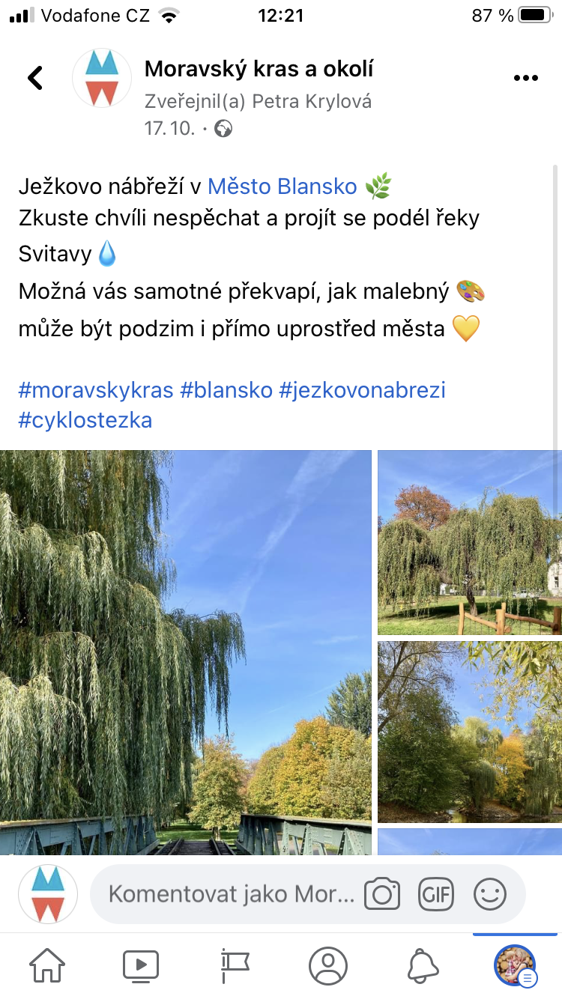 Vodafone CZ
12:21
87 %
Moravský kras a okolí
Zveřejnil(a) Petra Krylová
17. 10. ·
Ježkovo nábřeží v Město Blansko 🌿
Zkuste chvíli nespěchat a projít se podél řeky
Svitavy 💧
Možná vás samotné překvapí, jak malebný 🎨
může být podzim i přímo uprostřed města 💛
#moravskykras #blansko #jezkovonabrezi
#cyklostezka
Komentovat jako Mor...
GIF